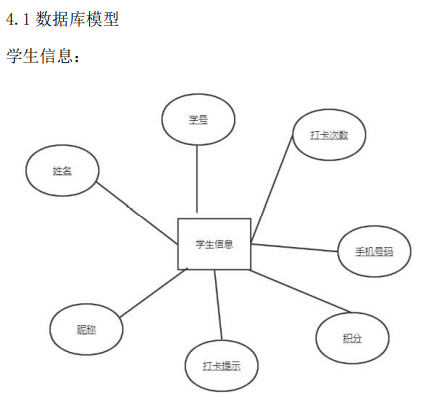 4.1 数据库模型
学生信息：
学号
打卡次数
姓名
学生信息
手机号码
昵称
积分
打卡提示